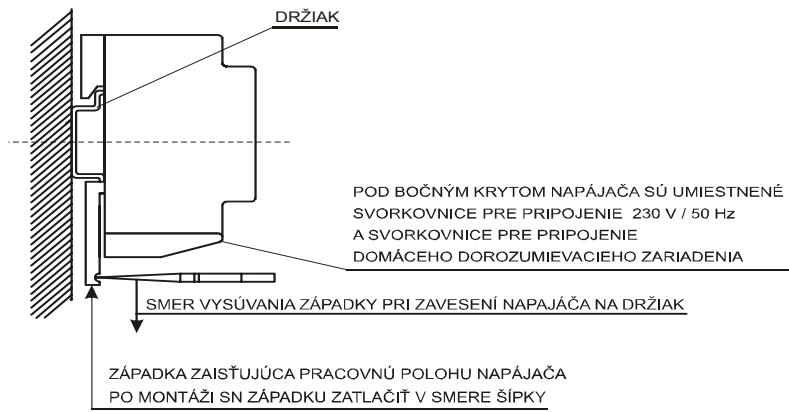 DRŽIAK
POD BOČNÝM KRYTOM NAPÁJAČA SÚ UMIESTNENÉ
SVORKOVNICE PRE PRIPOJENIE 230 V / 50 Hz
A SVORKOVNICE PRE PRIPOJENIE
DOMÁCEHO DOROZUMIEVACIEHO ZARIADENIA
SMER VYSÚVANIA ZÁPADKY PRI ZAVESENÍ NAPAJÁČA NA DRŽIAK
ZÁPADKA ZAISŤUJÚCA PRACOVNÚ POLOHU NAPÁJAČA
PO MONTÁŽI SN ZÁPADKU ZATLAČIŤ V SMERE ŠÍPKY